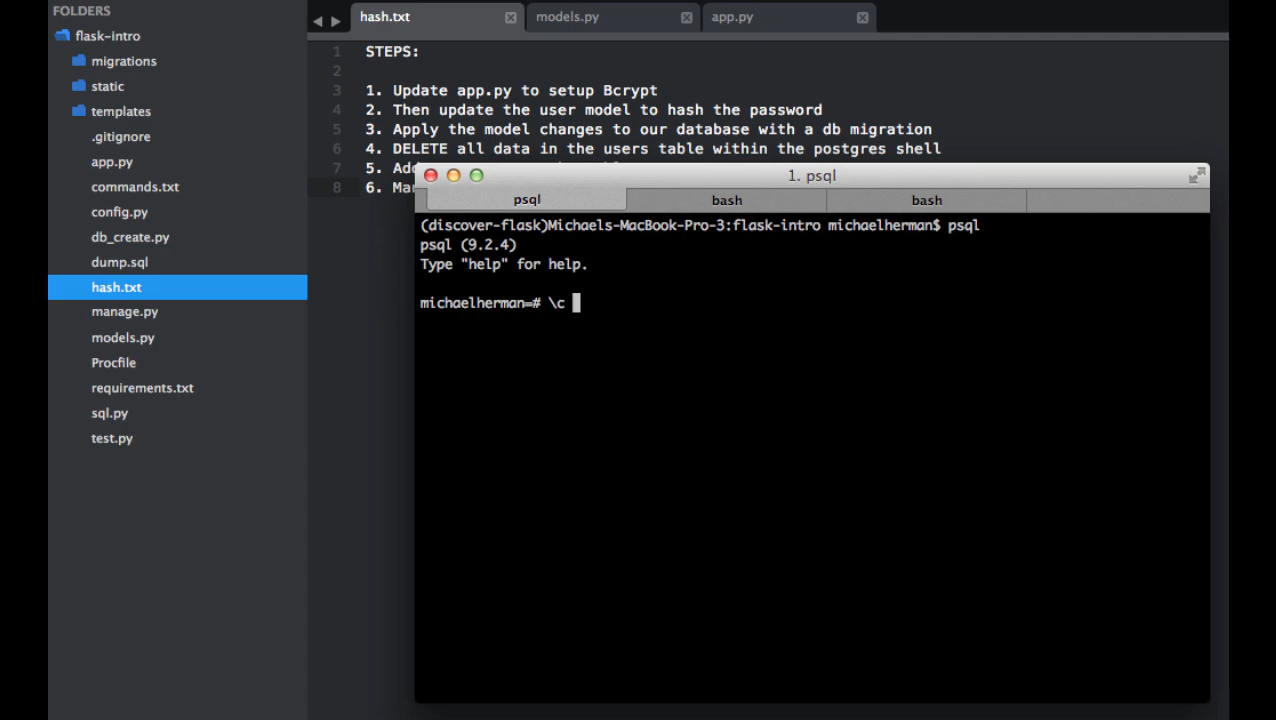 FOLDERS
flask-intro
migrations
static
templates
.gitignore
app.py
commands.txt
config.py
db_create.py
dump.sql
hash.txt
manage.py
models.py
Procfile
requirements.txt
sql.py
test.py
hash.txt models.py app.py
1 STEPS:
2
3 1. Update app.py to setup Bcrypt
4 2. Then update the user model to hash the password
5 3. Apply the model changes to our database with a db migration
6 4. DELETE all data in the users table within the postgres shell
7 5. Add
8 6. Man
1. psql
psql bash bash
(discover-flask)Michaels-MacBook-Pro-3:flask-intro michaelherman$ psql
psql (9.2.4)
Type "help" for help.
michaelherman=# \c